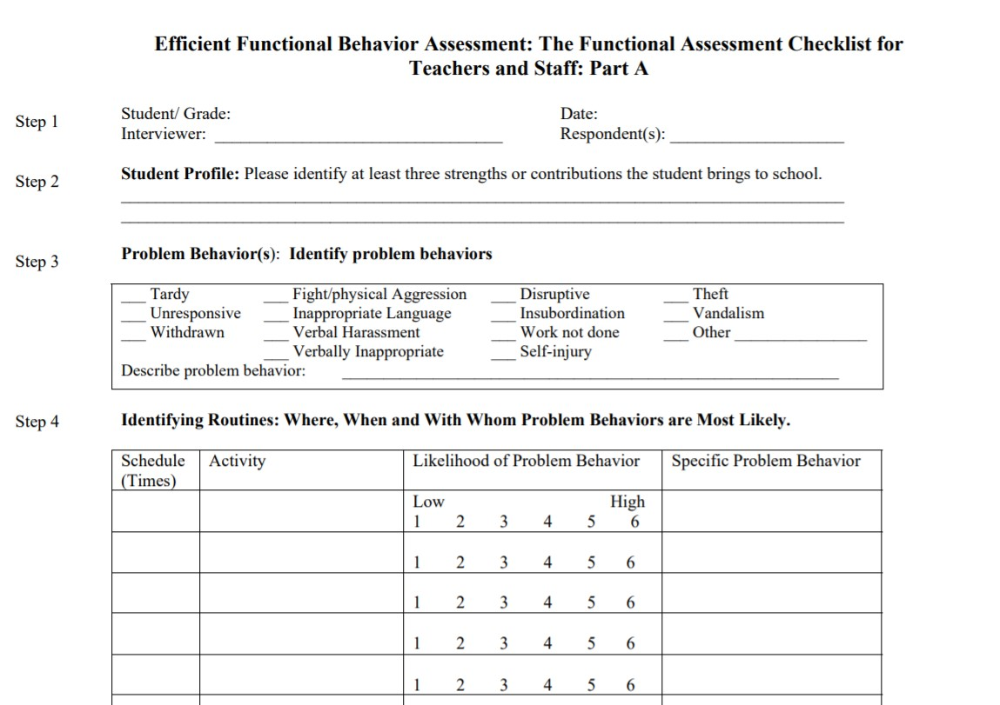 Efficient Functional Behavior Assessment: The Functional Assessment Checklist for
Teachers and Staff: Part A
Step 1
Student/ Grade:
Date:
Interviewer: ___
Respondent(s): ___
Step 2
Student Profile: Please identify at least three strengths or contributions the student brings to school.
Step 3
Problem Behavior(s): Identify problem behaviors
___ Tardy ___ Fight/physical Aggression ___ Disruptive ___ Theft
___ Unresponsive ___ Inappropriate Language ___ Insubordination ___ Vandalism
___ Withdrawn ___ Verbal Harassment ___ Work not done ___ Other ___
___ Verbally Inappropriate ___ Self-injury
Describe problem behavior: ___
Step 4
Identifying Routines: Where, When and With Whom Problem Behaviors are Most Likely.
Schedule Activity Likelihood of Problem Behavior Specific Problem Behavior
(Times)
Low High
1 2 3 4 5 6
1 2 3 4 5 6
1 2 3 4 5 6
1 2 3 4 5 6
1 2 3 4 5 6